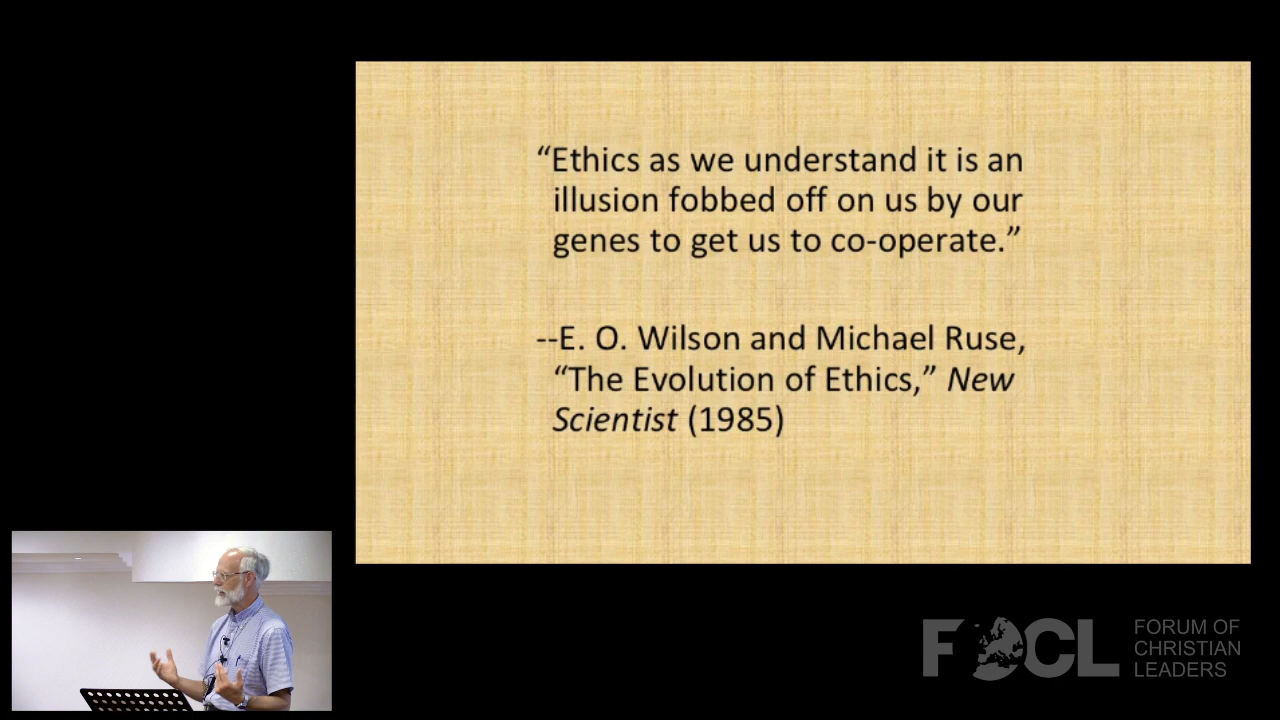 “Ethics as we understand it is an
illusion fobbed off on us by our
genes to get us to co-operate.”
--E. O. Wilson and Michael Ruse,
“The Evolution of Ethics,” New
Scientist (1985)
FOCL
FORUM OF
CHRISTIAN
LEADERS